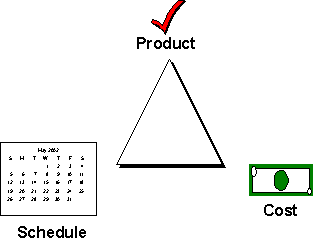 Product
May 2002
S M T W T F S
1 2 3 4
5 6 7 8 9 10 11
12 13 14 15 16 17 18
19 20 21 22 23 24 25
26 27 28 29 30 31
Schedule
Cost